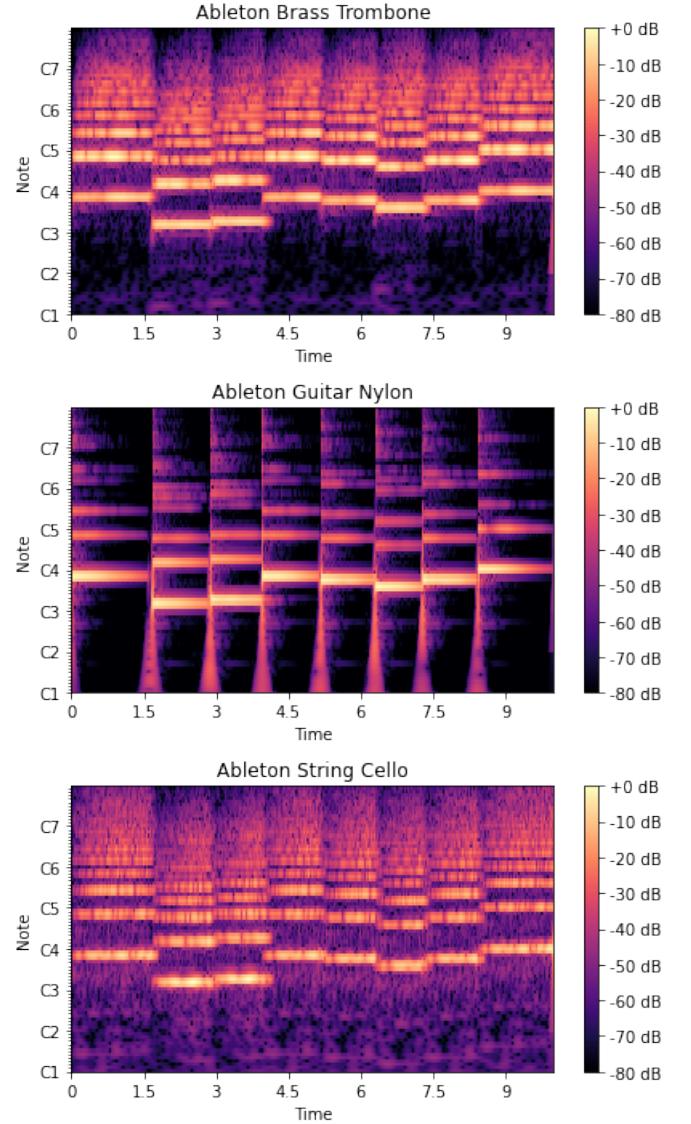 Ableton Brass Trombone
+0 dB
C7
-10 dB
C6
-20 dB
C5
-30 dB
Note
C4
-40 dB
C3
-50 dB
-60 dB
C2
-70 dB
C1
-80 dB
0 1.5 3 4.5 6 7.5 9
Time
Ableton Guitar Nylon
+0 dB
C7
-10 dB
C6
-20 dB
C5
-30 dB
Note
C4
-40 dB
C3
-50 dB
-60 dB
C2
-70 dB
C1
-80 dB
0 1.5 3 4.5 6 7.5 9
Time
Ableton String Cello
+0 dB
C7
-10 dB
C6
-20 dB
C5
-30 dB
Note
C4
-40 dB
C3
-50 dB
-60 dB
C2
-70 dB
C1
-80 dB
0 1.5 3 4.5 6 7.5 9
Time